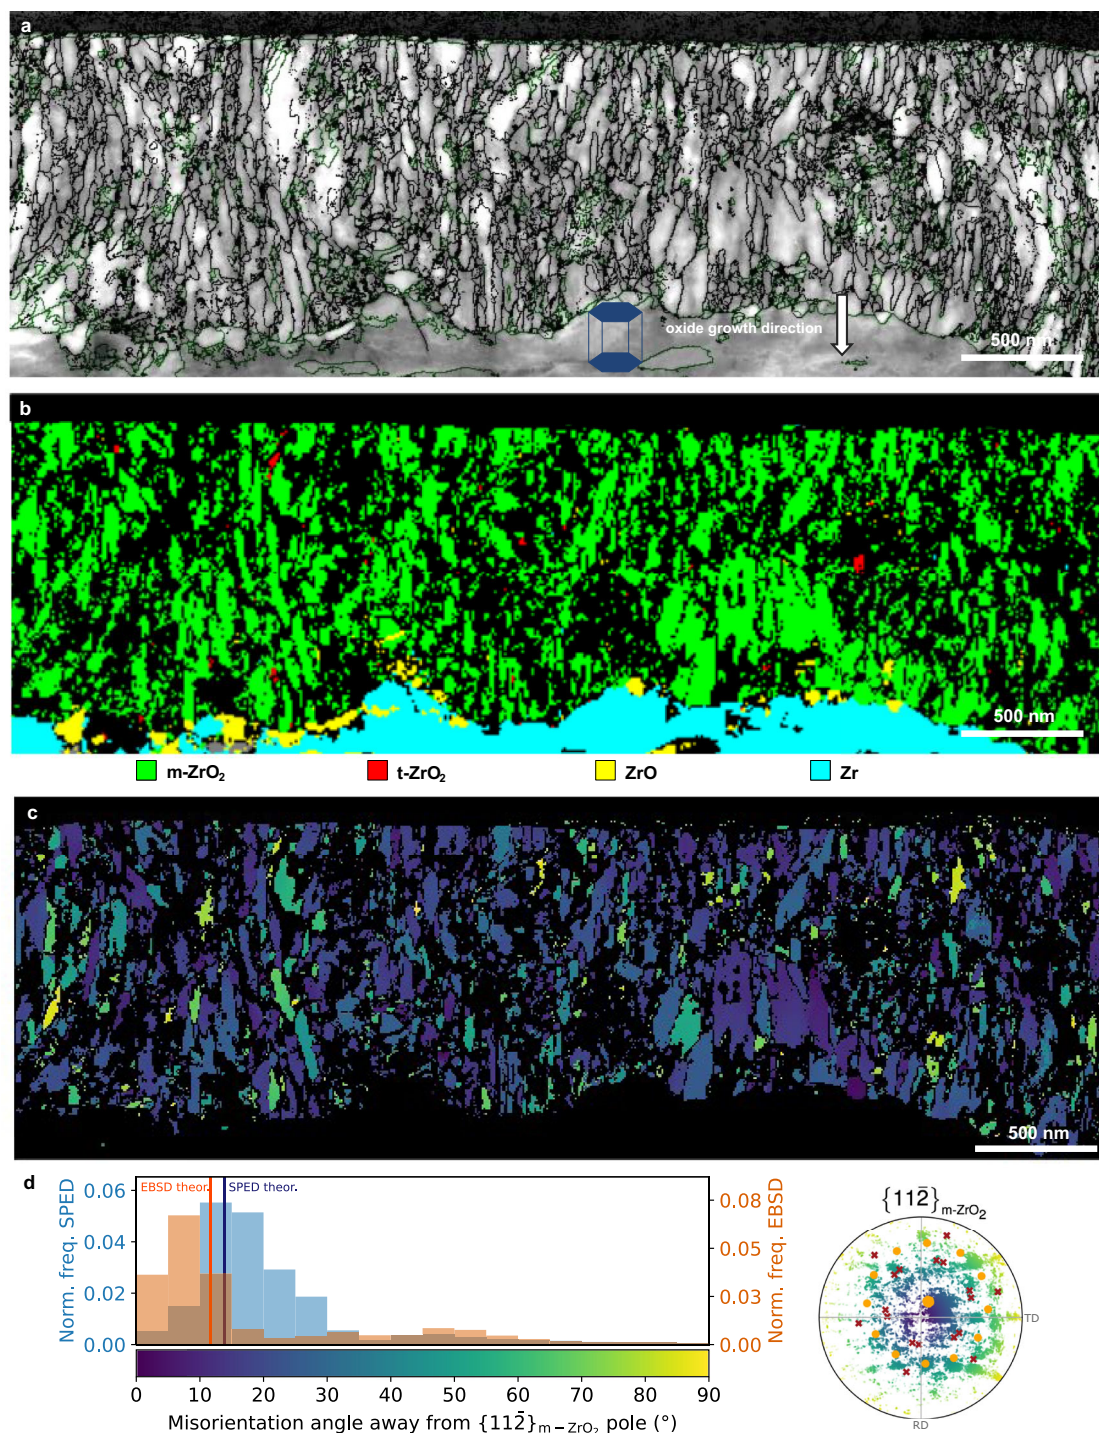 a
oxide growth direction
500 nm
b
500 nm
m-ZrO₂
t-ZrO₂
ZrO
Zr
c
500 nm
d
Norm. freq. SPED
0.06
0.04
0.02
0.00
EBSD theor.
SPED theor.
0.08
0.05
0.03
0.00
Norm. freq. EBSD
0 10 20 30 40 50 60 70 80 90
Misorientation angle away from {112̅}ₘ₋ZrO₂ pole (°)
{112̅}m-ZrO₂
TD
RD